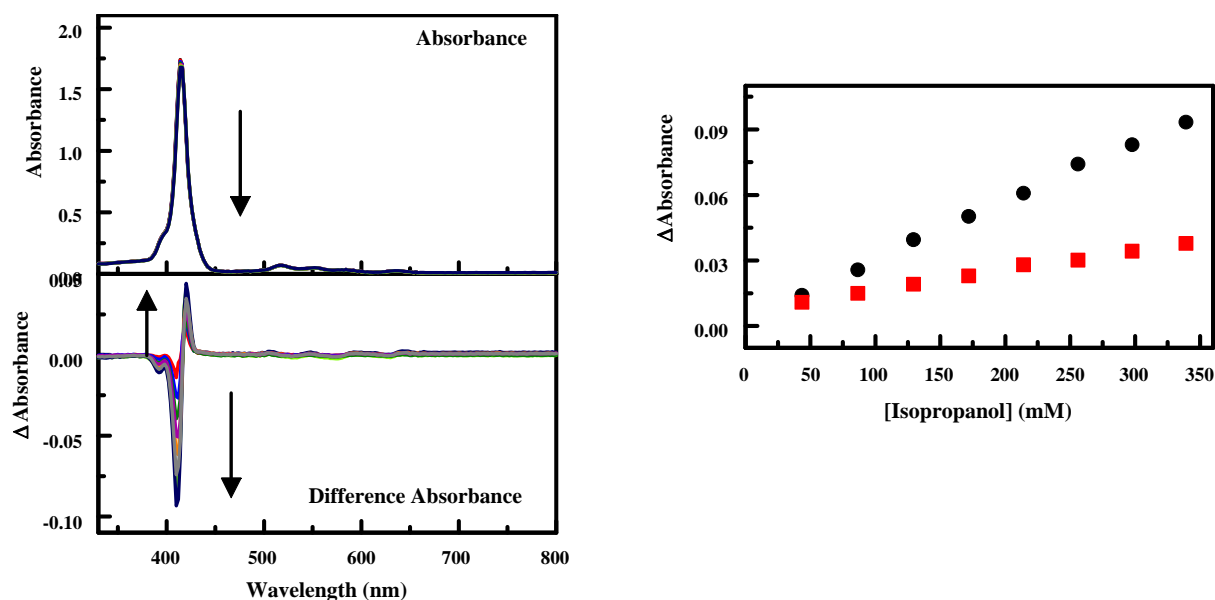 2.0
Absorbance
1.5
Absorbance
1.0
0.5
0.05
0.00
Δ Absorbance
-0.05
Difference Absorbance
-0.10
400 500 600 700 800
Wavelength (nm)
0.09
ΔAbsorbance
0.06
0.03
0.00
0 50 100 150 200 250 300 350
[Isopropanol] (mM)